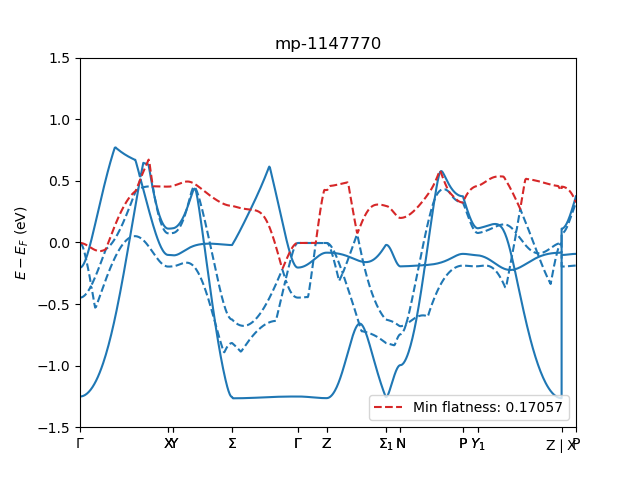 mp-1147770
E − E_F (eV)
1.5
1.0
0.5
0.0
−0.5
−1.0
−1.5
Min flatness: 0.17057
Γ X Y Σ Γ Z Σ₁ N P Y₁ Z | X P